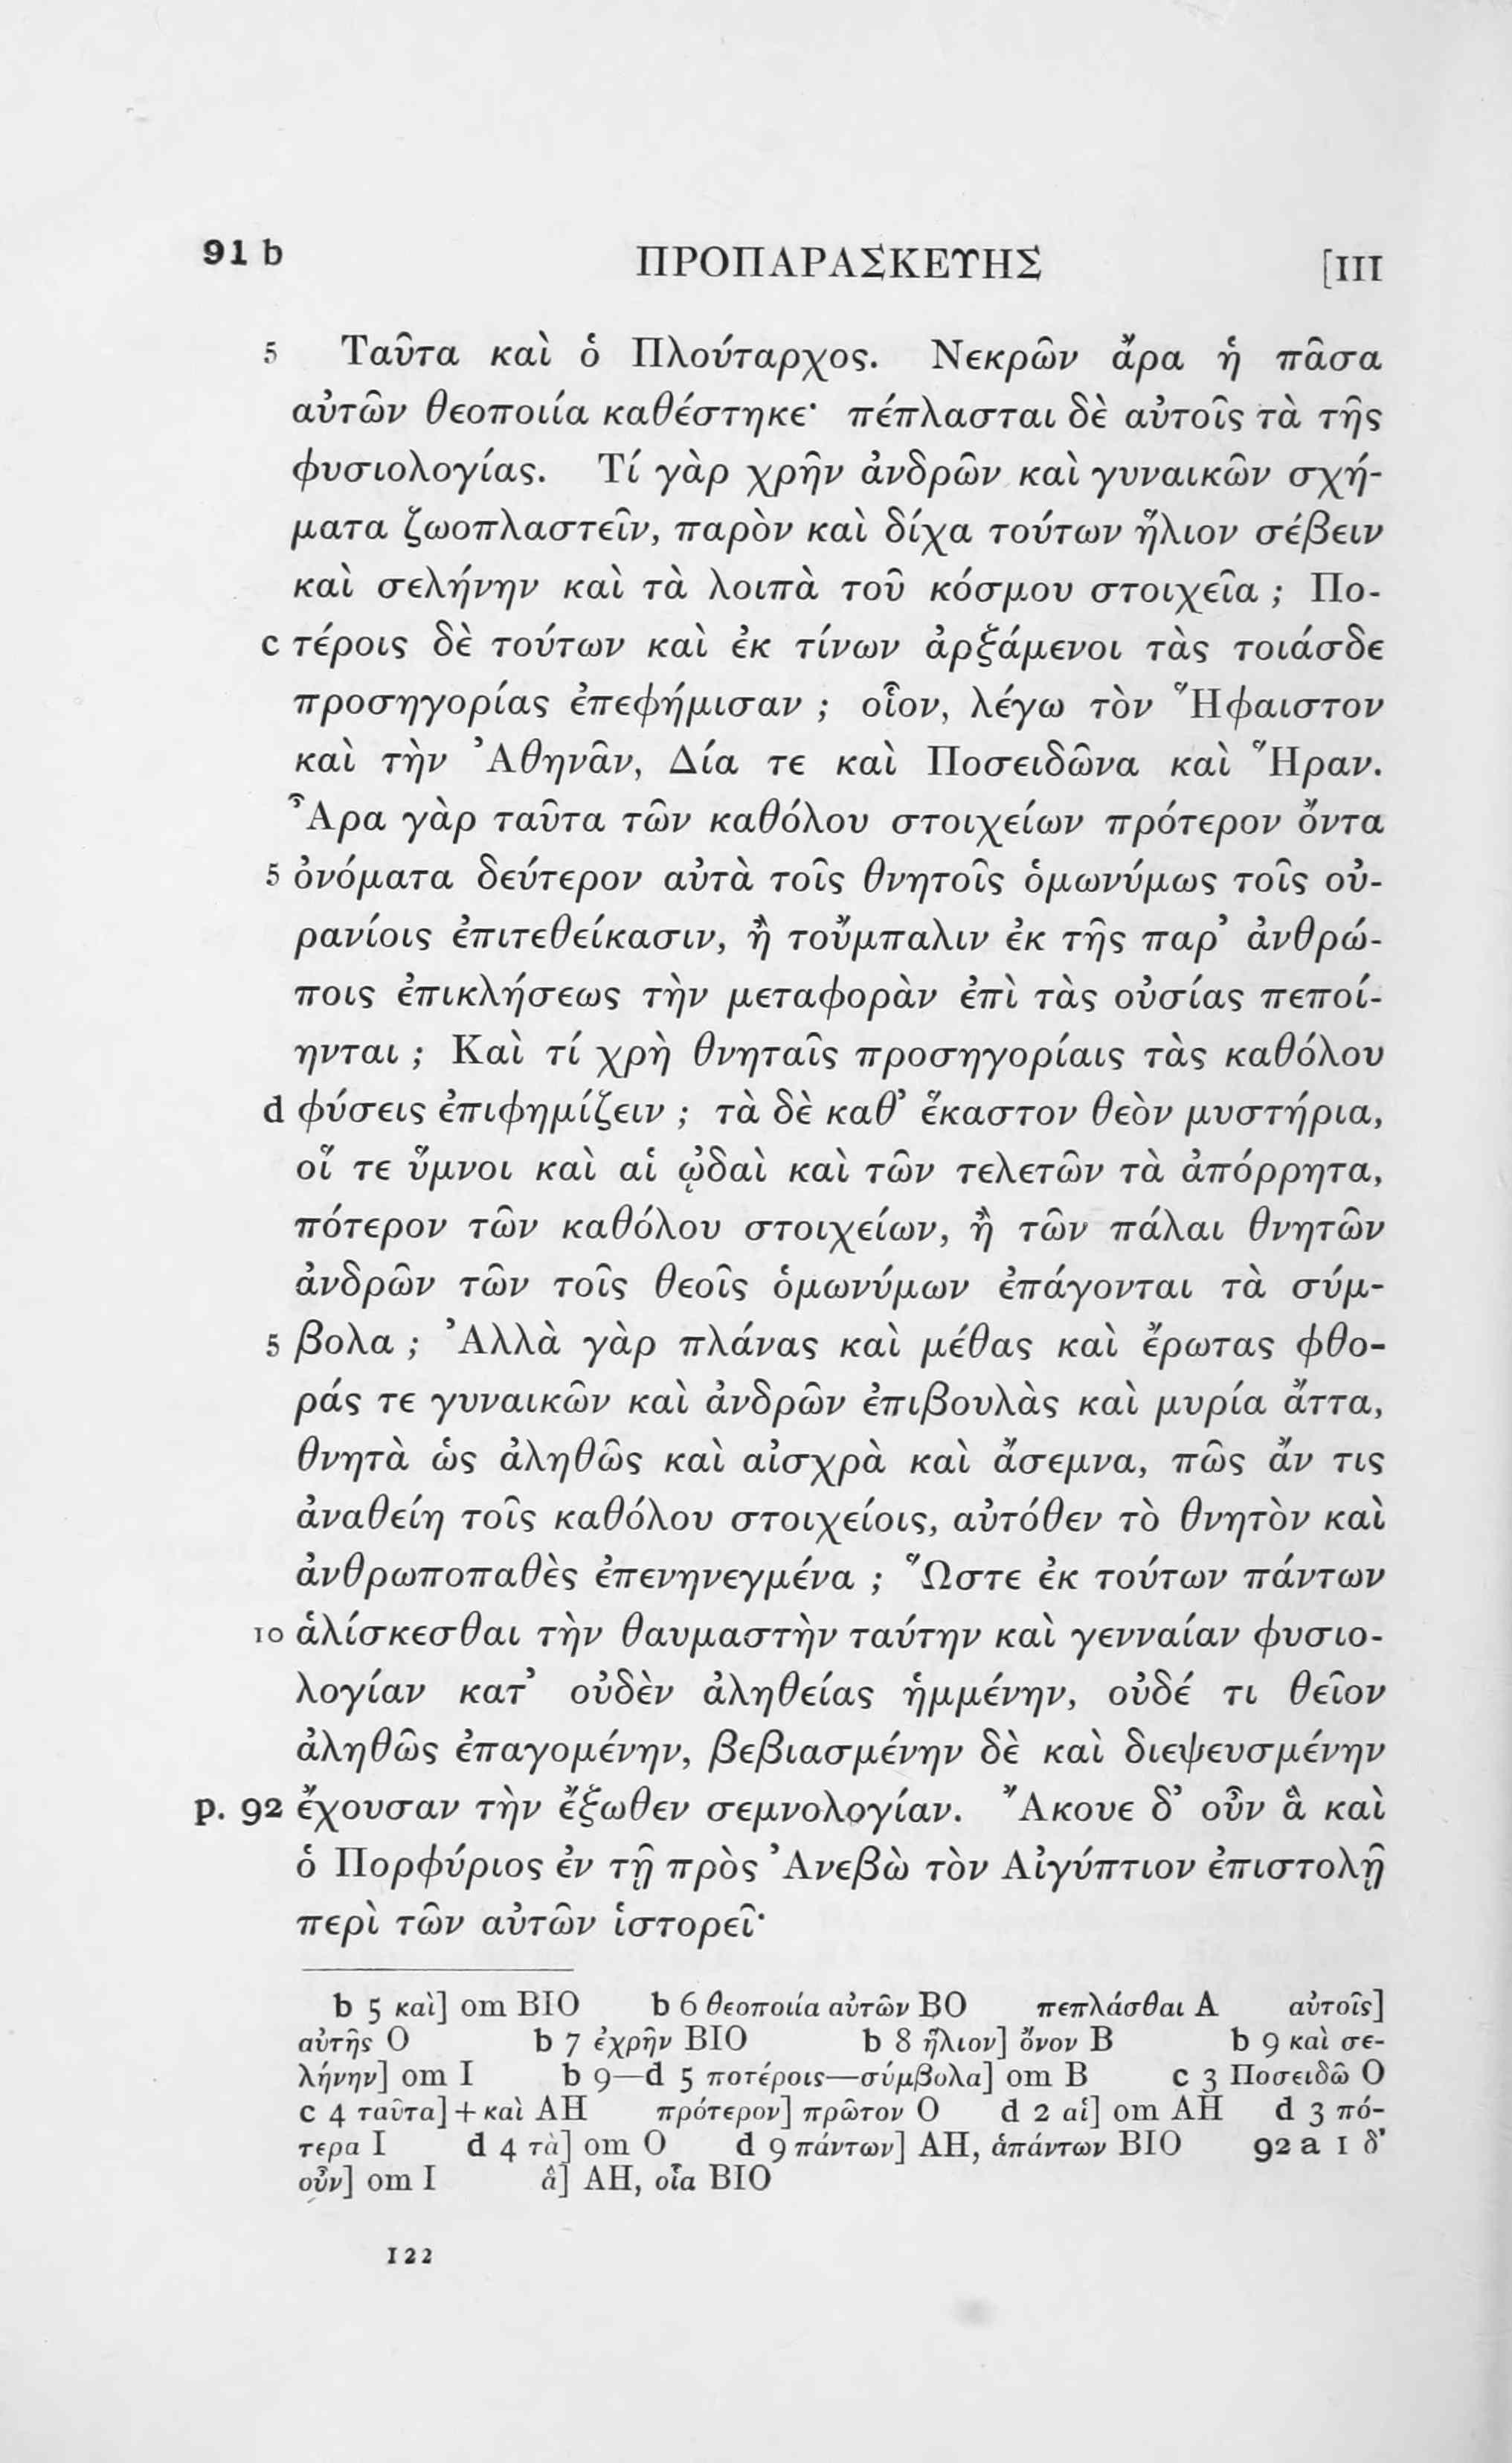 91 b ΠΡΟΠΑΡΑΣΚΕΥΗΣ [III
5 Ταῦτα καὶ ὁ Πλούταρχος. Νεκρῶν ἄρα ἡ πᾶσα
αὐτῶν θεοποιία καθέστηκε· πέπλασται δὲ αὐτοῖς τὰ τῆς
φυσιολογίας. Τί γὰρ χρῆν ἀνδρῶν καὶ γυναικῶν σχή-
ματα ζωοπλαστεῖν, παρὸν καὶ δίχα τούτων ἥλιον σέβειν
καὶ σελήνην καὶ τὰ λοιπὰ τοῦ κόσμου στοιχεῖα ; Πο-
c τέροις δὲ τούτων καὶ ἐκ τίνων ἀρξάμενοι τὰς τοιάσδε
προσηγορίας ἐπεφήμισαν ; οἷον, λέγω τὸν Ἥφαιστον
καὶ τὴν Ἀθηνᾶν, Δία τε καὶ Ποσειδῶνα καὶ Ἥραν.
Ἆρα γὰρ ταῦτα τῶν καθόλου στοιχείων πρότερον ὄντα
5 ὀνόματα δεύτερον αὐτὰ τοῖς θνητοῖς ὁμωνύμως τοῖς οὐ-
ρανίοις ἐπιτεθείκασιν, ἢ τοὔμπαλιν ἐκ τῆς παρ' ἀνθρώ-
ποις ἐπικλήσεως τὴν μεταφορὰν ἐπὶ τὰς οὐσίας πεποί-
ηνται ; Καὶ τί χρὴ θνηταῖς προσηγορίαις τὰς καθόλου
d φύσεις ἐπιφημίζειν ; τὰ δὲ καθ' ἕκαστον θεὸν μυστήρια,
οἵ τε ὕμνοι καὶ αἱ ᾠδαὶ καὶ τῶν τελετῶν τὰ ἀπόρρητα,
πότερον τῶν καθόλου στοιχείων, ἢ τῶν πάλαι θνητῶν
ἀνδρῶν τῶν τοῖς θεοῖς ὁμωνύμων ἐπάγονται τὰ σύμ-
5 βολα ; Ἀλλὰ γὰρ πλάνας καὶ μέθας καὶ ἔρωτας φθο-
ράς τε γυναικῶν καὶ ἀνδρῶν ἐπιβουλὰς καὶ μυρία ἄττα,
θνητὰ ὡς ἀληθῶς καὶ αἰσχρὰ καὶ ἄσεμνα, πῶς ἄν τις
ἀναθείη τοῖς καθόλου στοιχείοις, αὐτόθεν τὸ θνητὸν καὶ
ἀνθρωποπαθὲς ἐπενηνεγμένα ; Ὥστε ἐκ τούτων πάντων
10 ἁλίσκεσθαι τὴν θαυμαστὴν ταύτην καὶ γενναίαν φυσιο-
λογίαν κατ' οὐδὲν ἀληθείας ἡμμένην, οὐδέ τι θεῖον
ἀληθῶς ἐπαγομένην, βεβιασμένην δὲ καὶ διεψευσμένην
p. 92 ἔχουσαν τὴν ἔξωθεν σεμνολογίαν. Ἄκουε δ' οὖν ἃ καὶ
ὁ Πορφύριος ἐν τῇ πρὸς Ἀνεβὼ τὸν Αἰγύπτιον ἐπιστολῇ
περὶ τῶν αὐτῶν ἱστορεῖ·
b 5 καὶ] om BIO b 6 θεοποιία αὐτῶν BO πεπλάσθαι A αὐτοῖς]
αὐτῆς O b 7 ἐχρῆν BIO b 8 ἥλιον] ὄνον B b 9 καὶ σε-
λήνην] om I b 9—d 5 ποτέροις—σύμβολα] om B c 3 Ποσειδῶ O
c 4 ταῦτα] + καὶ AH πρότερον] πρῶτον O d 2 αἱ] om AH d 3 πό-
τερα I d 4 τὰ] om O d 9 πάντων] AH, ἁπάντων BIO 92 a 1 δ'
οὖν] om I ἃ] AH, οἷα BIO
122